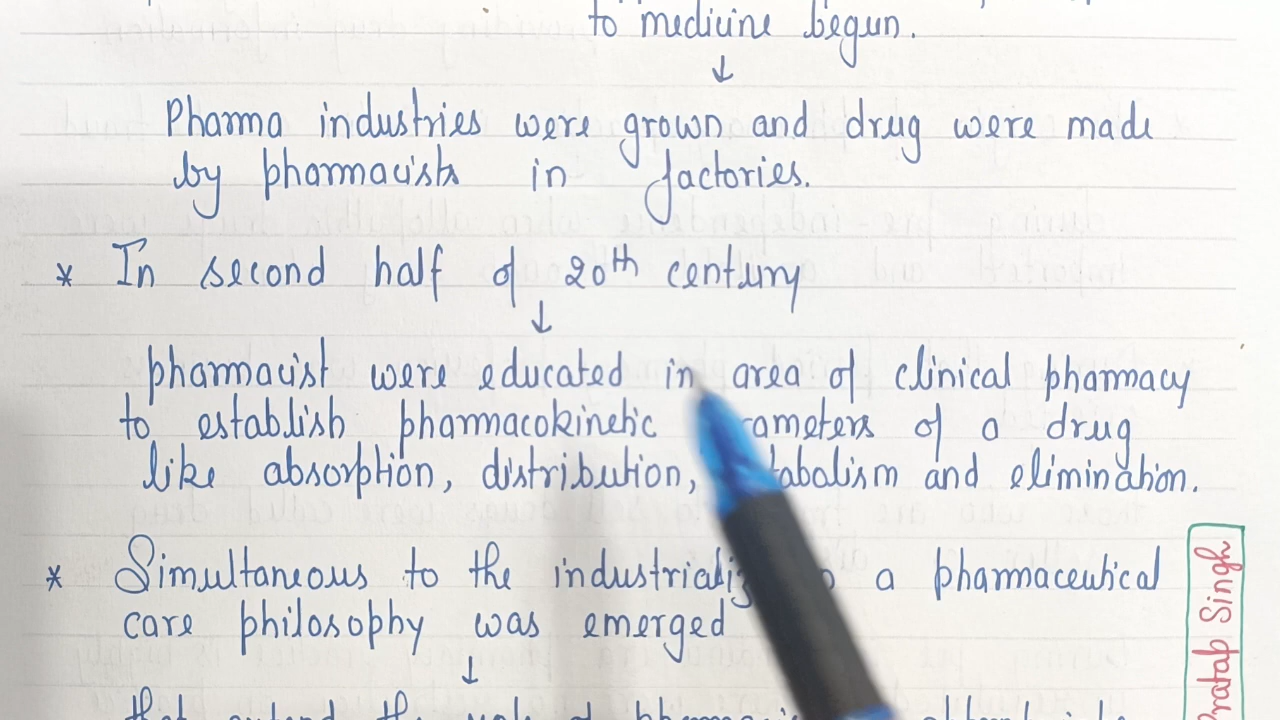 to medicine begun.
↓
Pharma industries were grown and drug were made
by pharmacists in factories.
* In second half of 20th century
↓
pharmacist were educated in area of clinical pharmacy
to establish pharmacokinetic of a drug
like absorption, distribution, and elimination.
* Simultaneous to the a pharmaceutical
care philosophy was emerged
↓
Pratap Singh